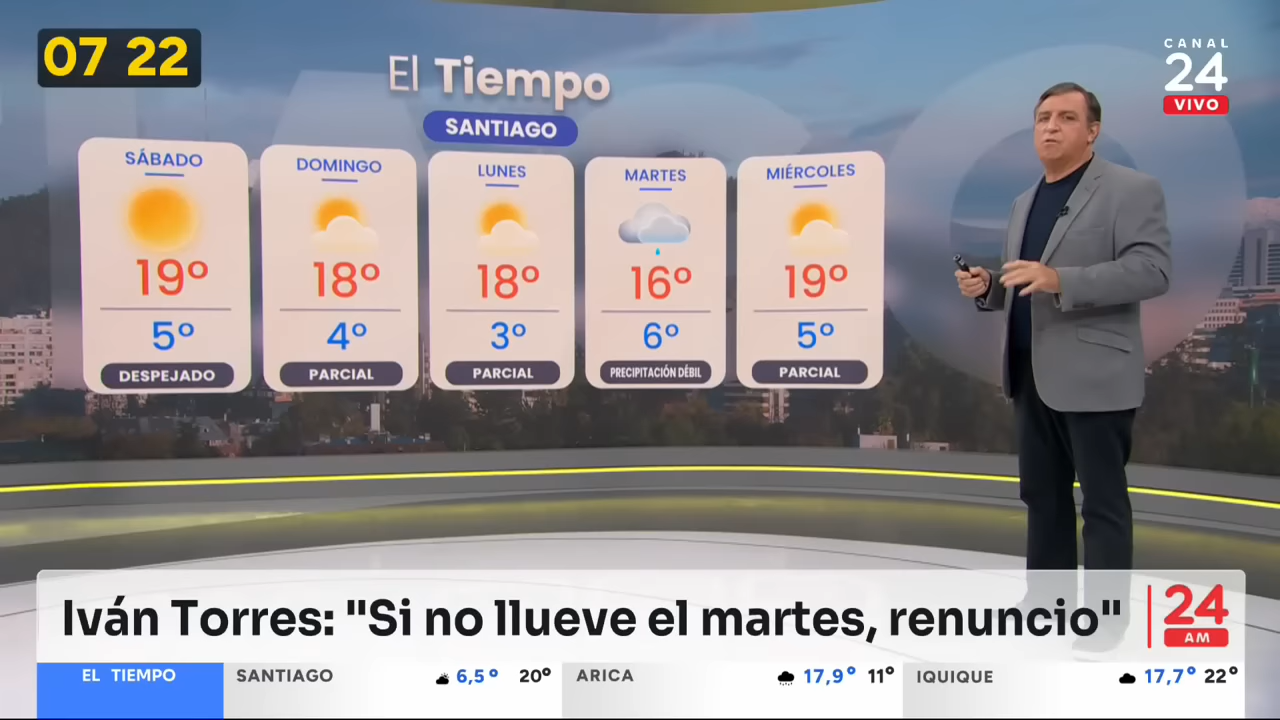 07 22
CANAL
24
VIVO
El Tiempo
SANTIAGO
SÁBADO
19°
5°
DESPEJADO
DOMINGO
18°
4°
PARCIAL
LUNES
18°
3°
PARCIAL
MARTES
16°
6°
PRECIPITACIÓN DÉBIL
MIÉRCOLES
19°
5°
PARCIAL
Iván Torres: "Si no llueve el martes, renuncio"
24
AM
EL TIEMPO
SANTIAGO 6,5° 20°
ARICA 17,9° 11°
IQUIQUE 17,7° 22°